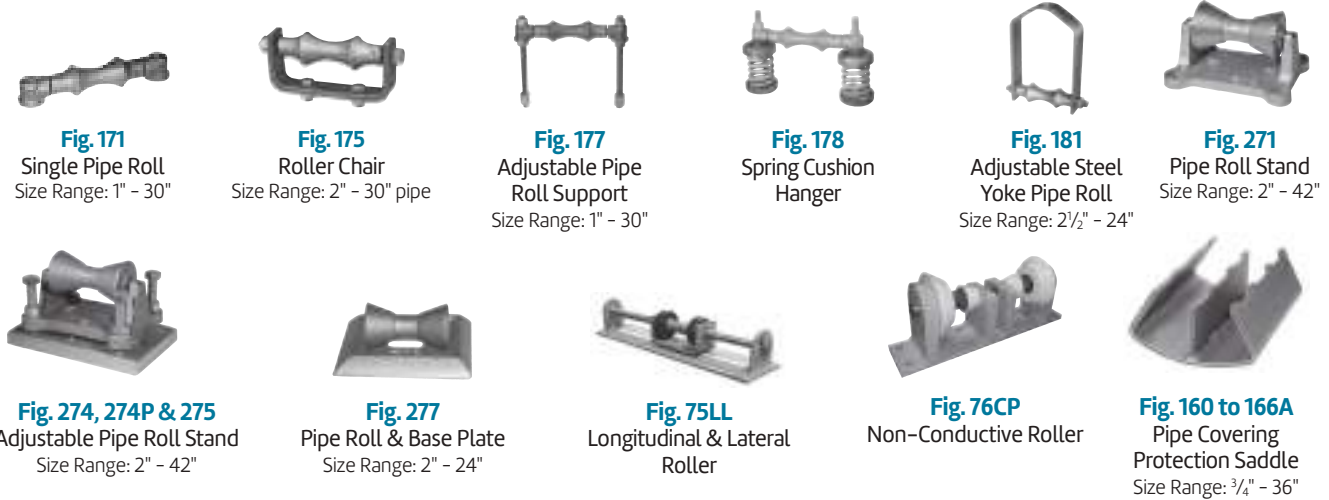 Fig. 171
Single Pipe Roll
Size Range: 1" – 30"
Fig. 175
Roller Chair
Size Range: 2" – 30" pipe
Fig. 177
Adjustable Pipe
Roll Support
Size Range: 1" – 30"
Fig. 178
Spring Cushion
Hanger
Fig. 181
Adjustable Steel
Yoke Pipe Roll
Size Range: 2½" – 24"
Fig. 271
Pipe Roll Stand
Size Range: 2" – 42"
Fig. 274, 274P & 275
Adjustable Pipe Roll Stand
Size Range: 2" – 42"
Fig. 277
Pipe Roll & Base Plate
Size Range: 2" – 24"
Fig. 75LL
Longitudinal & Lateral
Roller
Fig. 76CP
Non-Conductive Roller
Fig. 160 to 166A
Pipe Covering
Protection Saddle
Size Range: ¾" – 36"